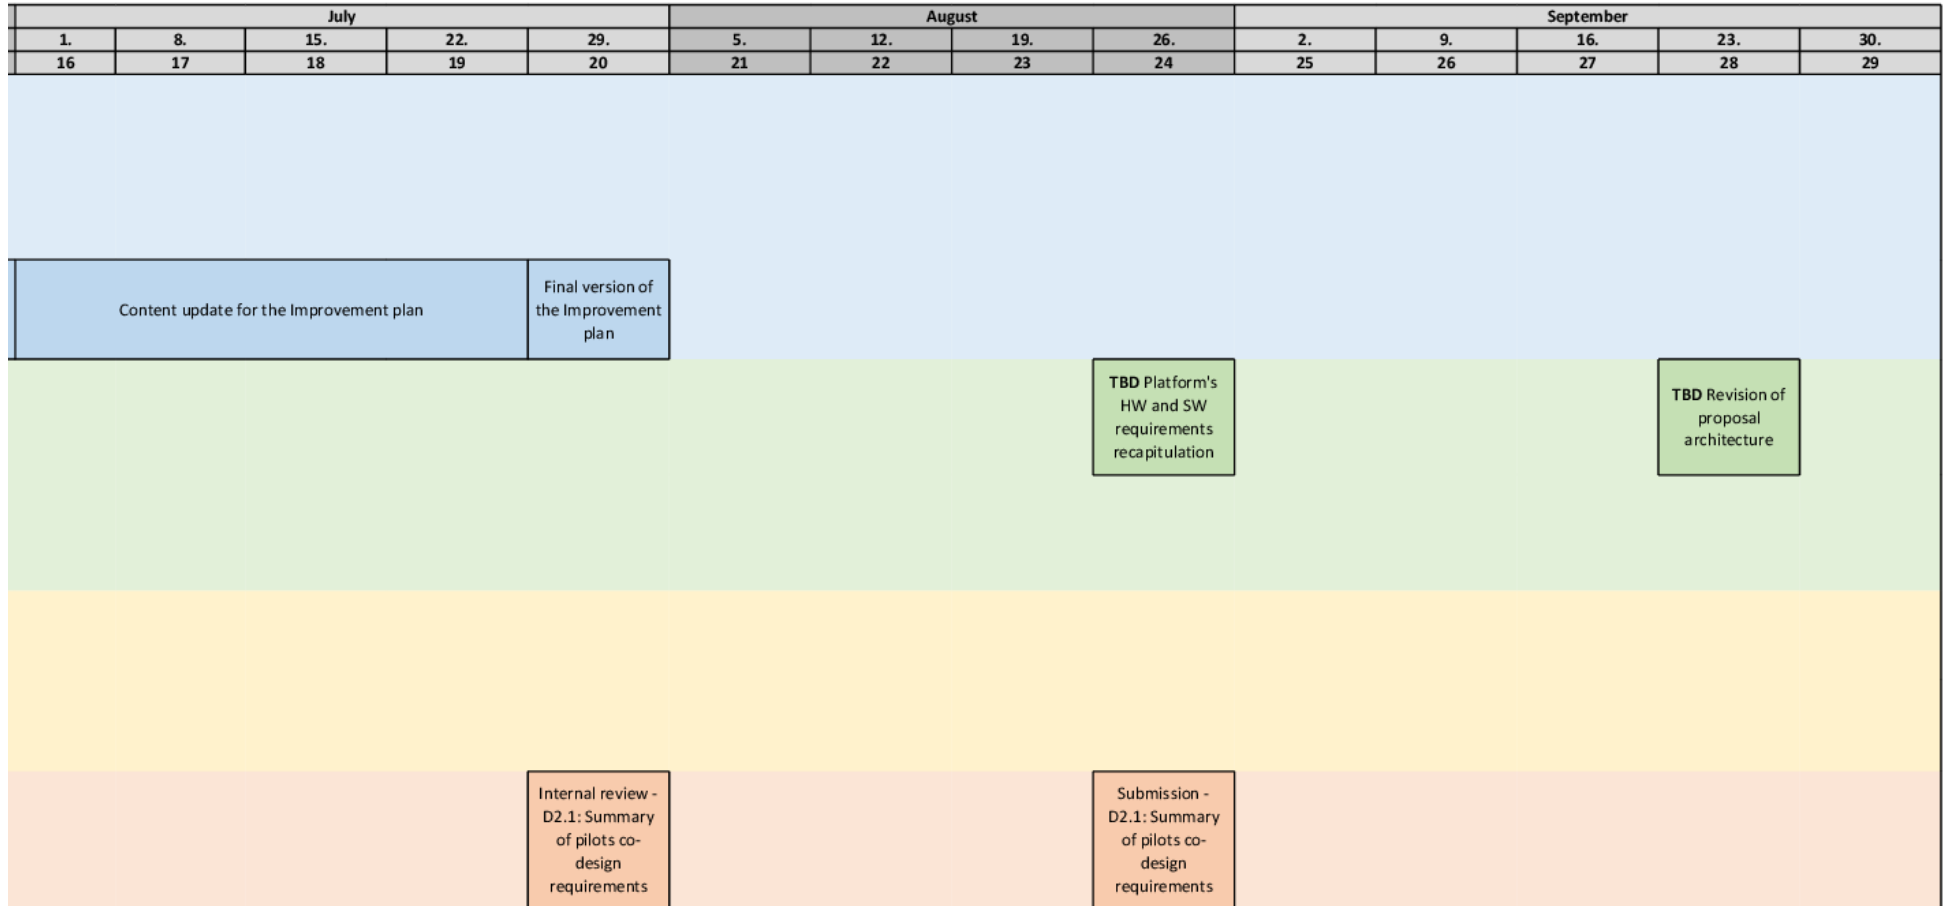 July August September
1. 8. 15. 22. 29. 5. 12. 19. 26. 2. 9. 16. 23. 30.
16 17 18 19 20 21 22 23 24 25 26 27 28 29
Content update for the Improvement plan
Final version of
the Improvement
plan
TBD Platform's
HW and SW
requirements
recapitulation
TBD Revision of
proposal
architecture
Internal review -
D2.1: Summary
of pilots co-
design
requirements
Submission -
D2.1: Summary
of pilots co-
design
requirements